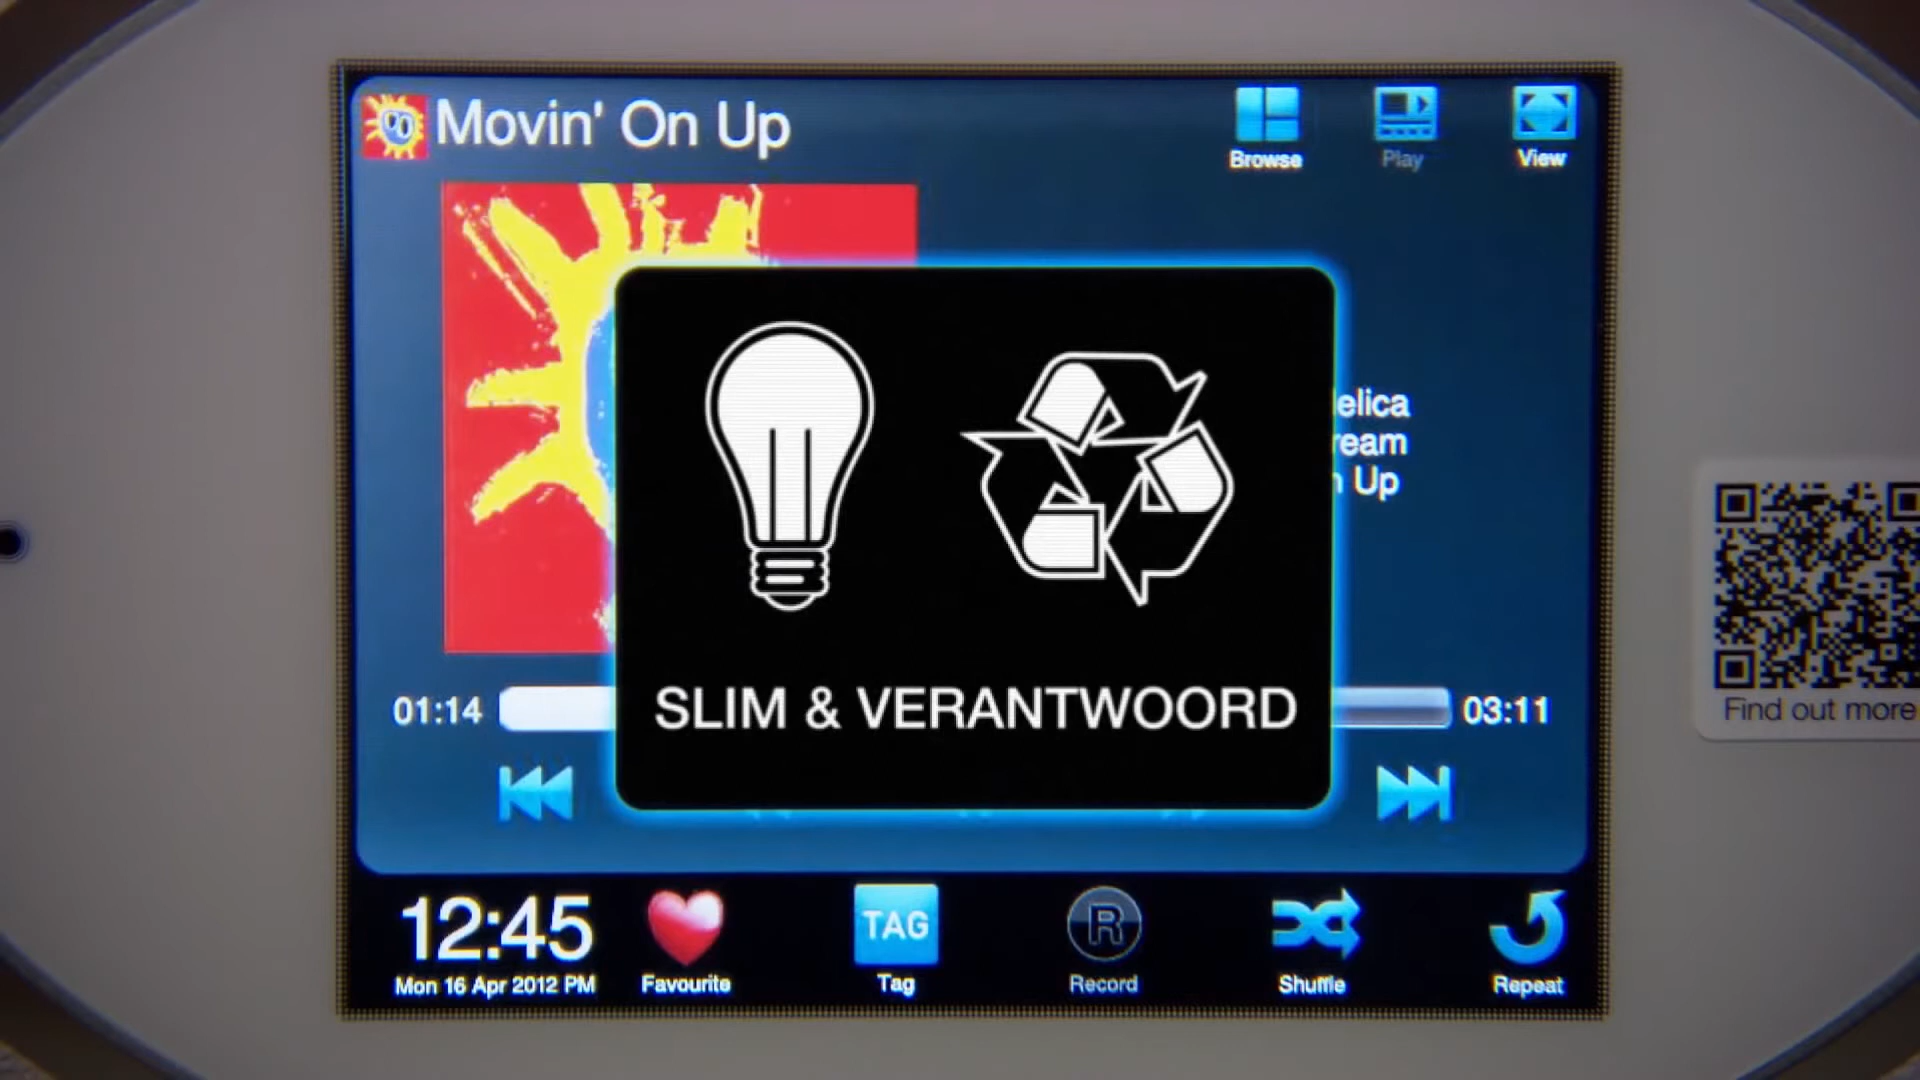 Movin' On Up
Browse
Play
View
elica
ream
Up
SLIM & VERANTWOORD
01:14
03:11
Find out more
12:45
Mon 16 Apr 2012 PM
Favourite
TAG
Tag
R
Record
Shuffle
Repeat